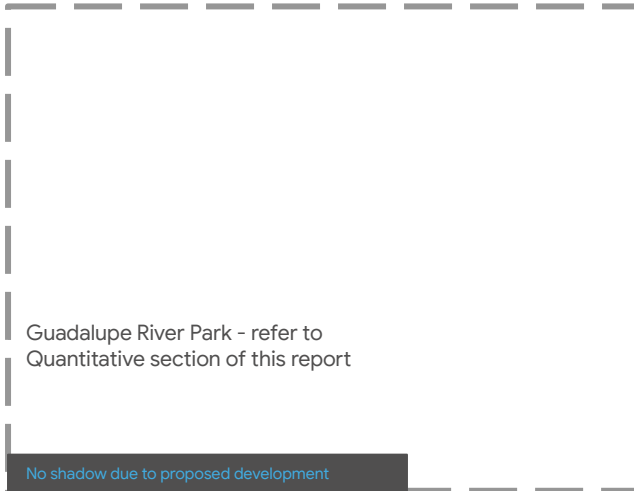 Guadalupe River Park - refer to
Quantitative section of this report
No shadow due to proposed development